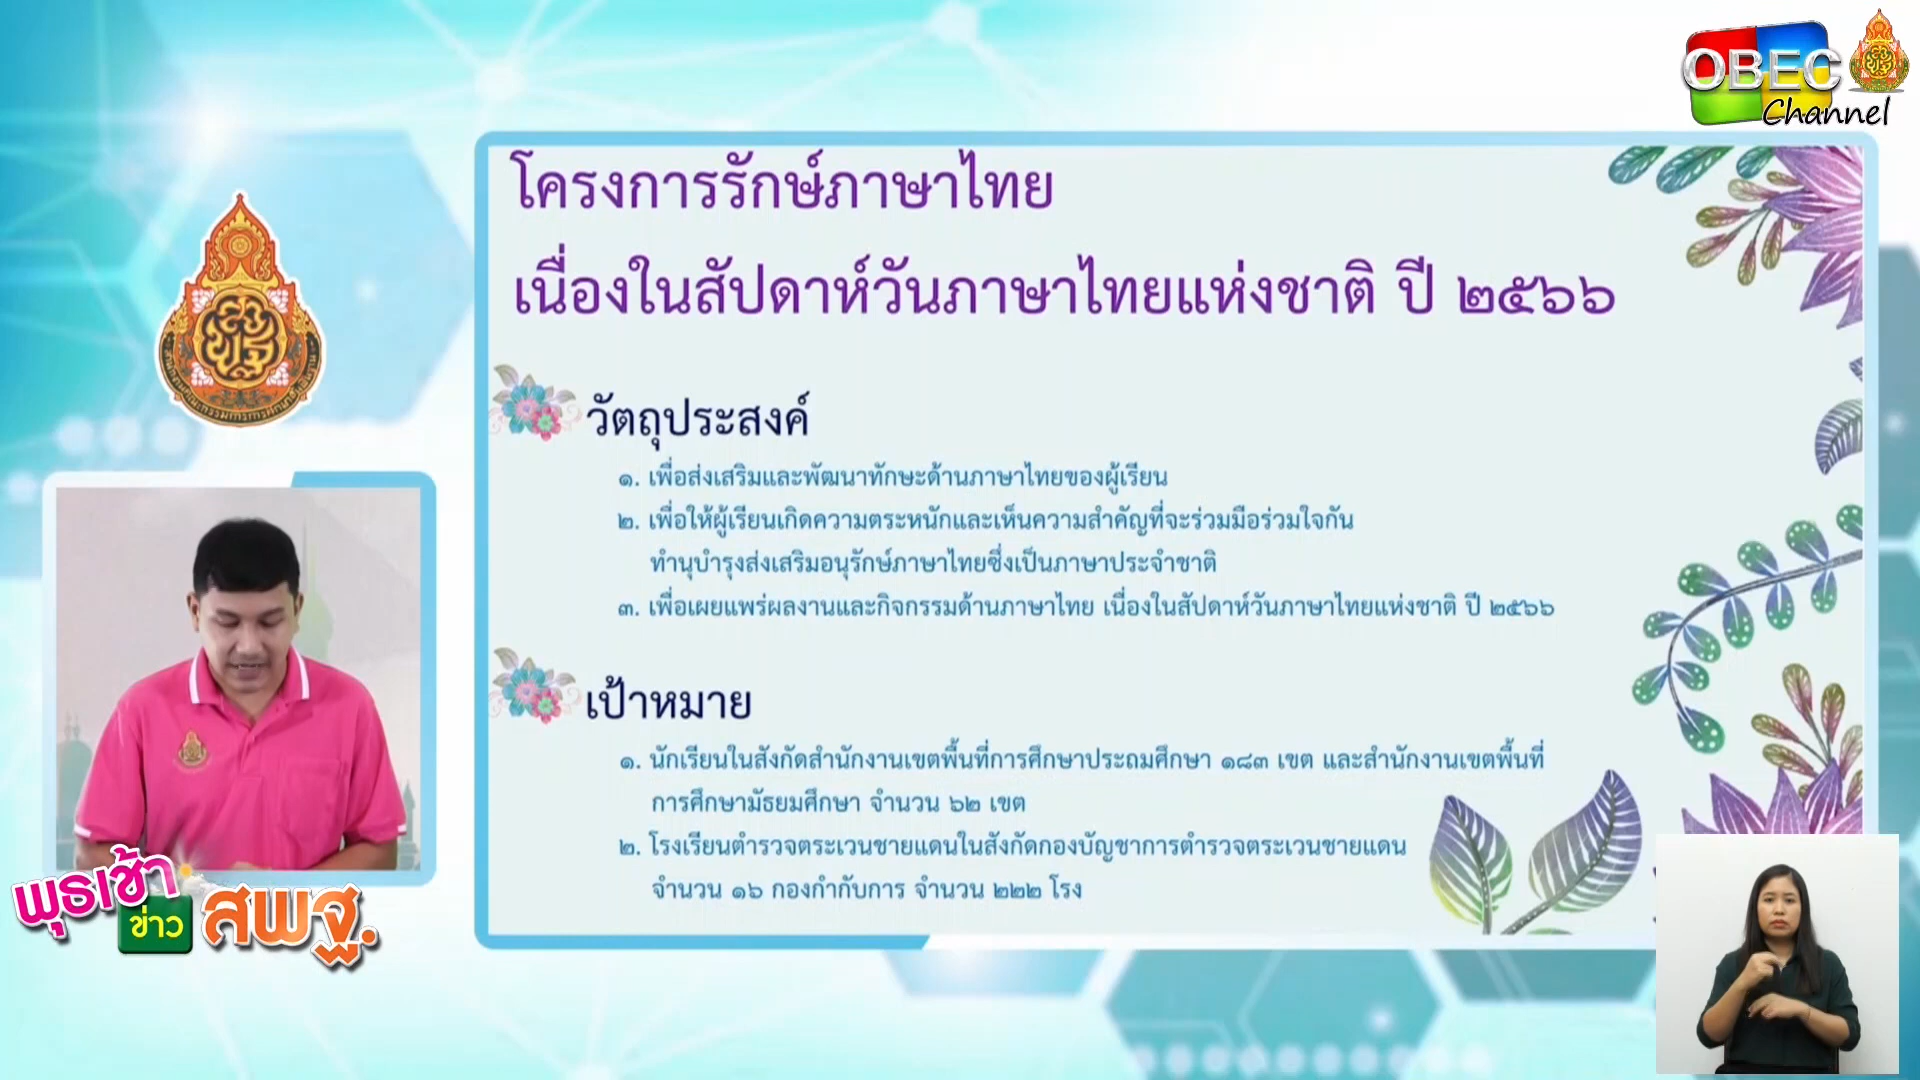 OBEC
Channel
โครงการรักษ์ภาษาไทย
เนื่องในสัปดาห์วันภาษาไทยแห่งชาติ ปี ๒๕๖๖
วัตถุประสงค์
๑. เพื่อส่งเสริมและพัฒนาทักษะด้านภาษาไทยของผู้เรียน
๒. เพื่อให้ผู้เรียนเกิดความตระหนักและเห็นความสำคัญที่จะร่วมมือร่วมใจกัน
ทำนุบำรุงส่งเสริมอนุรักษ์ภาษาไทยซึ่งเป็นภาษาประจำชาติ
๓. เพื่อเผยแพร่ผลงานและกิจกรรมด้านภาษาไทย เนื่องในสัปดาห์วันภาษาไทยแห่งชาติ ปี ๒๕๖๖
เป้าหมาย
๑. นักเรียนในสังกัดสำนักงานเขตพื้นที่การศึกษาประถมศึกษา ๑๘๓ เขต และสำนักงานเขตพื้นที่
การศึกษามัธยมศึกษา จำนวน ๖๒ เขต
๒. โรงเรียนตำรวจตระเวนชายแดนในสังกัดกองบัญชาการตำรวจตระเวนชายแดน
จำนวน ๑๖ กองกำกับการ จำนวน ๒๒๒ โรง
พุธเช้า
ข่าว
สพฐ.